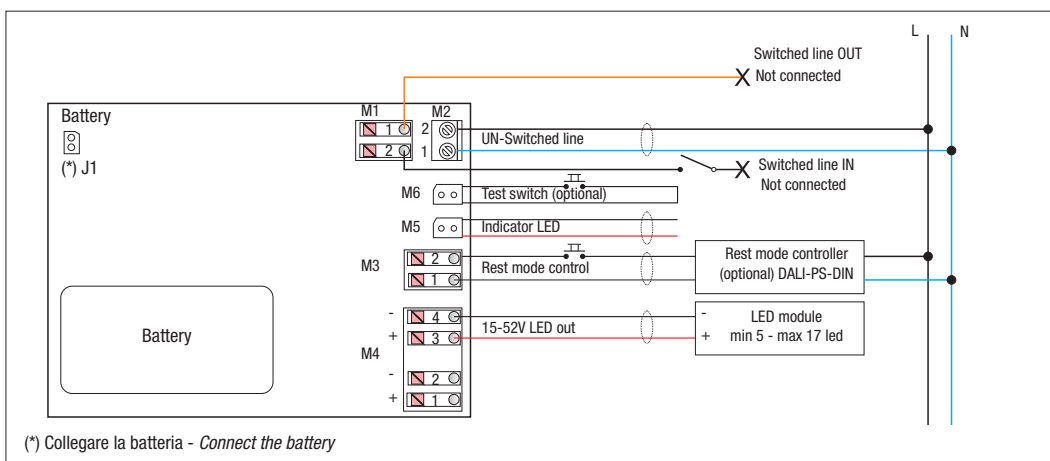 L N
Switched line OUT
Not connected
Battery
(*) J1
M1 M2
1 2
2 1
UN-Switched line
Switched line IN
Not connected
M6 Test switch (optional)
M5 Indicator LED
M3
2
1
Rest mode control
Rest mode controller
(optional) DALI-PS-DIN
Battery
M4
- 4
+ 3
- 2
+ 1
15-52V LED out
- LED module
+ min 5 - max 17 led
(*) Collegare la batteria - Connect the battery